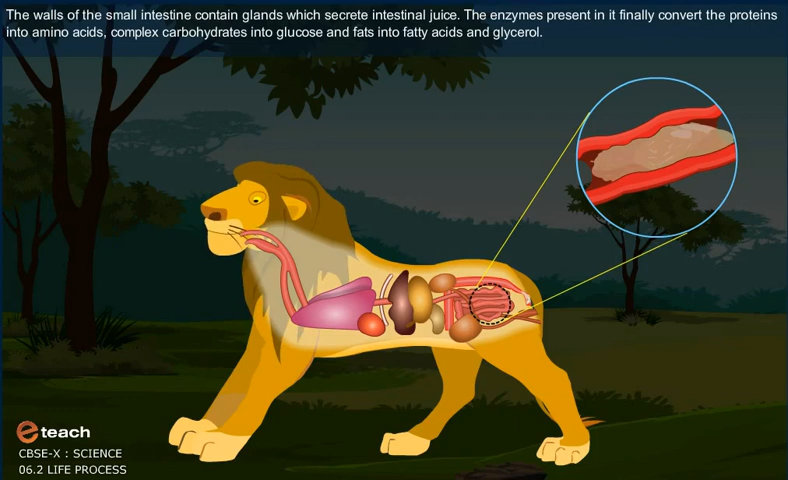 The walls of the small intestine contain glands which secrete intestinal juice. The enzymes present in it finally convert the proteins
into amino acids, complex carbohydrates into glucose and fats into fatty acids and glycerol.
eteach
CBSE-X : SCIENCE
06.2 LIFE PROCESS